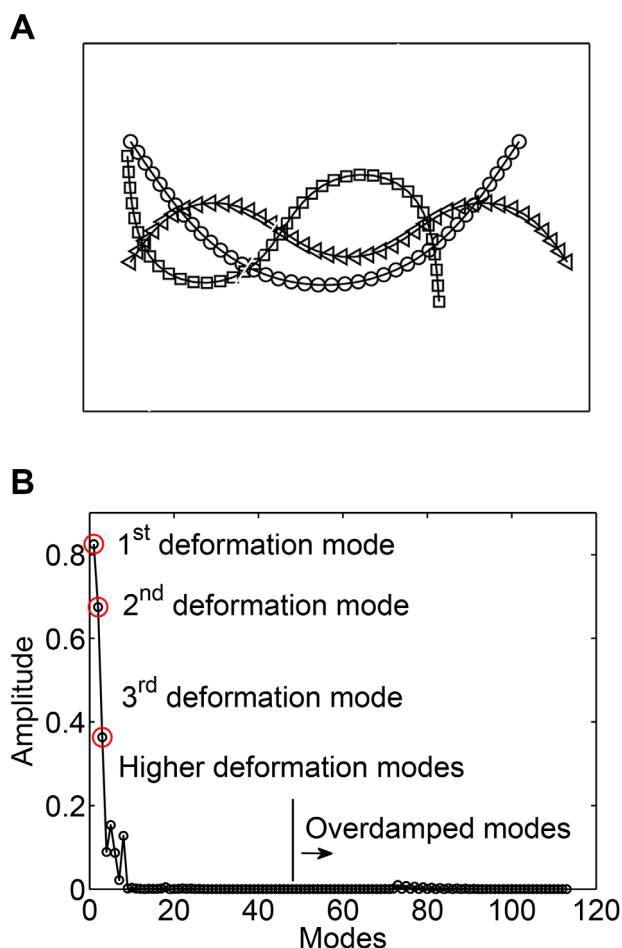 A
B
1st deformation mode
2nd deformation mode
3rd deformation mode
Higher deformation modes
Overdamped modes
Amplitude
0.8
0.6
0.4
0.2
0
0 20 40 60 80 100 120
Modes